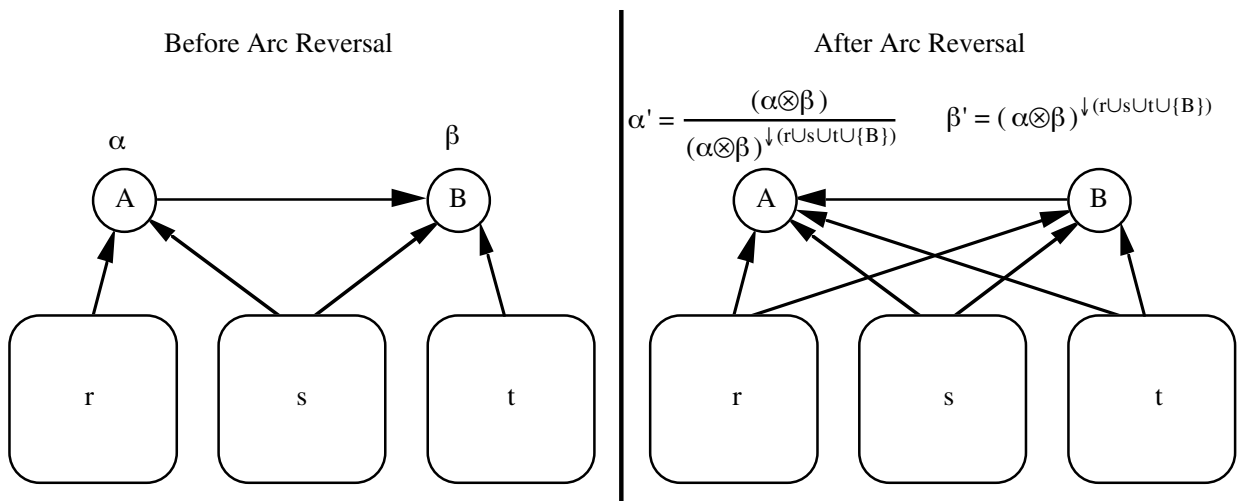 Before Arc Reversal
α
β
A
B
r
s
t
After Arc Reversal
α' = (α⊗β) / (α⊗β)↓(r∪s∪t∪{B})
β' = (α⊗β)↓(r∪s∪t∪{B})
A
B
r
s
t